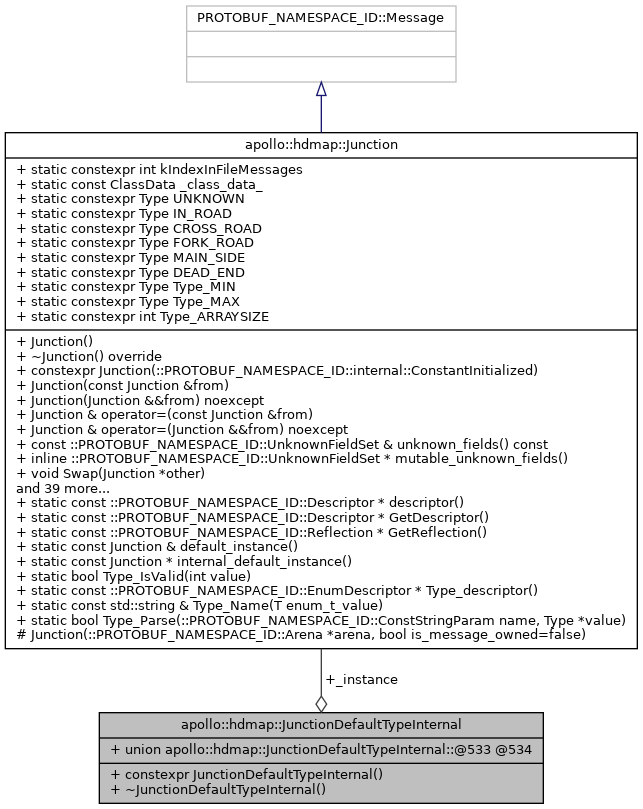 PROTOBUF_NAMESPACE_ID::Message
apollo::hdmap::Junction
+ static constexpr int kIndexInFileMessages
+ static const ClassData _class_data_
+ static constexpr Type UNKNOWN
+ static constexpr Type IN_ROAD
+ static constexpr Type CROSS_ROAD
+ static constexpr Type FORK_ROAD
+ static constexpr Type MAIN_SIDE
+ static constexpr Type DEAD_END
+ static constexpr Type Type_MIN
+ static constexpr Type Type_MAX
+ static constexpr int Type_ARRAYSIZE
+ Junction()
+ ~Junction() override
+ constexpr Junction(::PROTOBUF_NAMESPACE_ID::internal::ConstantInitialized)
+ Junction(const Junction &from)
+ Junction(Junction &&from) noexcept
+ Junction & operator=(const Junction &from)
+ Junction & operator=(Junction &&from) noexcept
+ const ::PROTOBUF_NAMESPACE_ID::UnknownFieldSet & unknown_fields() const
+ inline ::PROTOBUF_NAMESPACE_ID::UnknownFieldSet * mutable_unknown_fields()
+ void Swap(Junction *other)
and 39 more...
+ static const ::PROTOBUF_NAMESPACE_ID::Descriptor * descriptor()
+ static const ::PROTOBUF_NAMESPACE_ID::Descriptor * GetDescriptor()
+ static const ::PROTOBUF_NAMESPACE_ID::Reflection * GetReflection()
+ static const Junction & default_instance()
+ static const Junction * internal_default_instance()
+ static bool Type_IsValid(int value)
+ static const ::PROTOBUF_NAMESPACE_ID::EnumDescriptor * Type_descriptor()
+ static const std::string & Type_Name(T enum_t_value)
+ static bool Type_Parse(::PROTOBUF_NAMESPACE_ID::ConstStringParam name, Type *value)
# Junction(::PROTOBUF_NAMESPACE_ID::Arena *arena, bool is_message_owned=false)
+_instance
apollo::hdmap::JunctionDefaultTypeInternal
+ union apollo::hdmap::JunctionDefaultTypeInternal::@533 @534
+ constexpr JunctionDefaultTypeInternal()
+ ~JunctionDefaultTypeInternal()